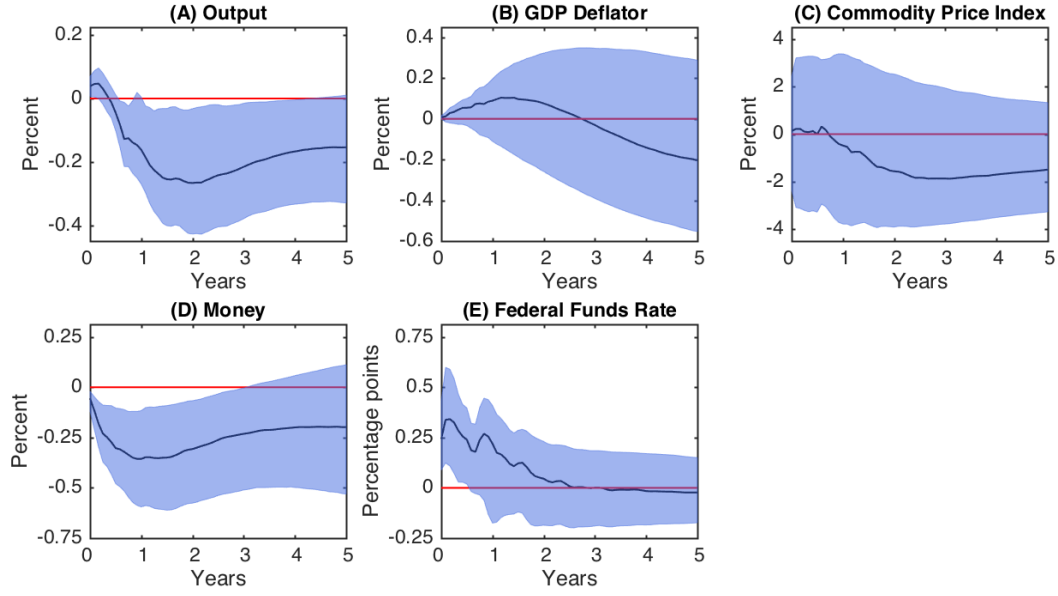 (A) Output
0.2
0
-0.2
-0.4
Percent
0 1 2 3 4 5
Years
(B) GDP Deflator
0.4
0.2
0
-0.2
-0.4
-0.6
Percent
0 1 2 3 4 5
Years
(C) Commodity Price Index
4
2
0
-2
-4
Percent
0 1 2 3 4 5
Years
(D) Money
0.25
0
-0.25
-0.5
-0.75
Percent
0 1 2 3 4 5
Years
(E) Federal Funds Rate
0.75
0.5
0.25
0
-0.25
Percentage points
0 1 2 3 4 5
Years